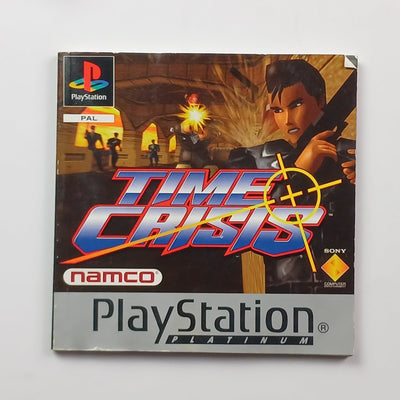 PlayStation
PAL
TIME
CRISIS
namco
SONY
COMPUTER
ENTERTAINMENT
PlayStation®
PLATINUM